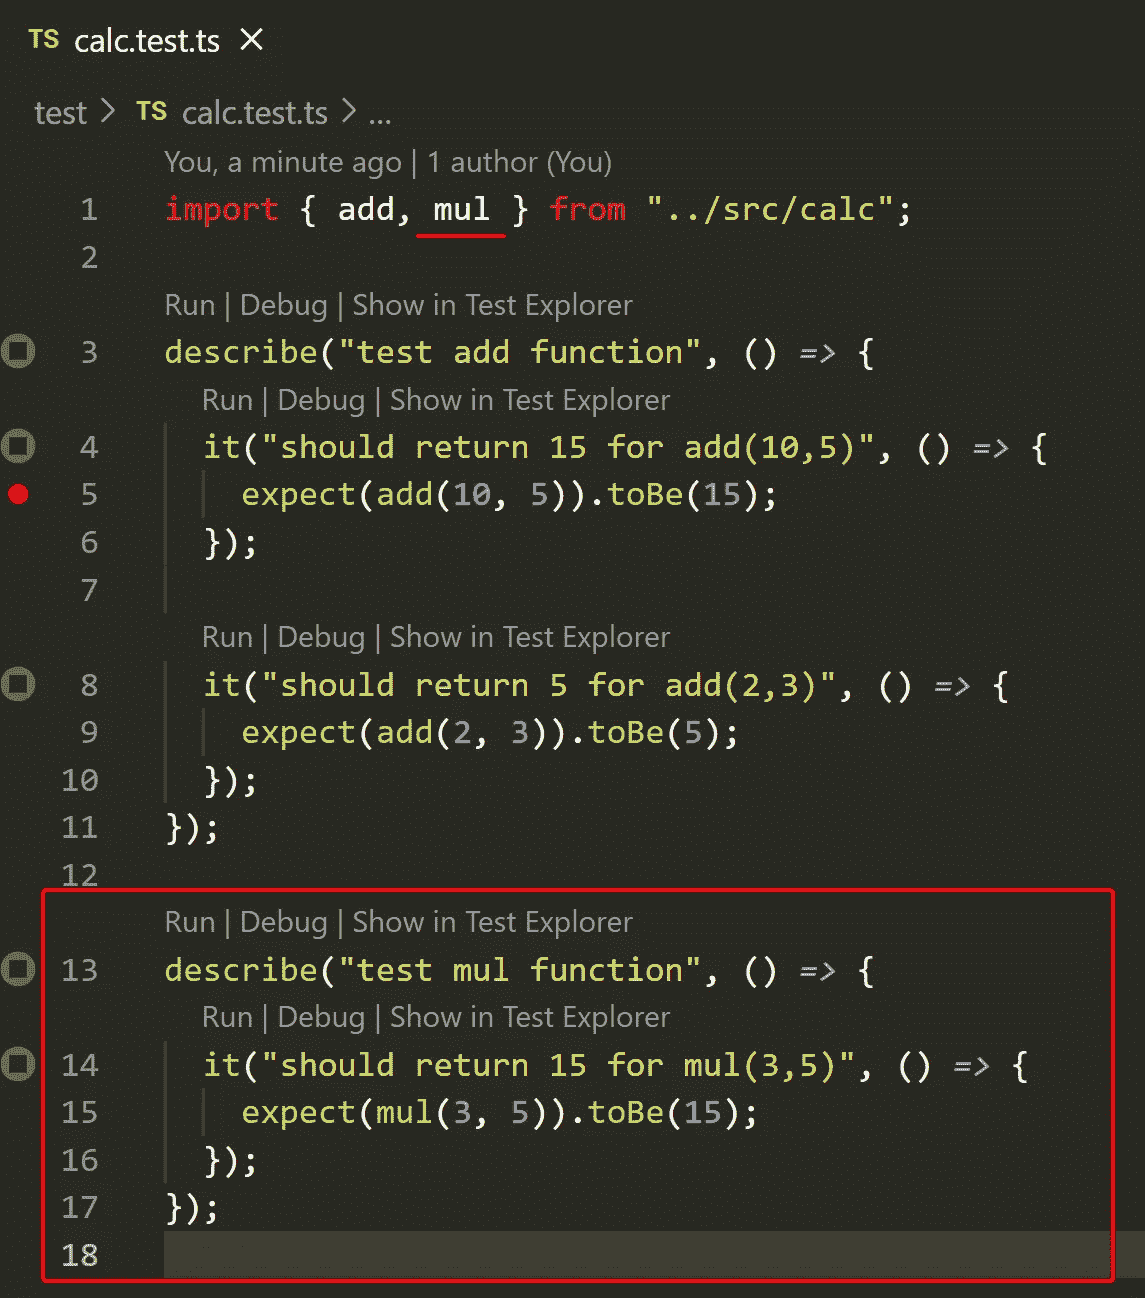 TS calc.test.ts ×
test > TS calc.test.ts > ...
You, a minute ago | 1 author (You)
1 import { add, mul } from "../src/calc";
2
Run | Debug | Show in Test Explorer
3 describe("test add function", () => {
Run | Debug | Show in Test Explorer
4 it("should return 15 for add(10,5)", () => {
5 expect(add(10, 5)).toBe(15);
6 });
7
Run | Debug | Show in Test Explorer
8 it("should return 5 for add(2,3)", () => {
9 expect(add(2, 3)).toBe(5);
10 });
11 });
12
Run | Debug | Show in Test Explorer
13 describe("test mul function", () => {
Run | Debug | Show in Test Explorer
14 it("should return 15 for mul(3,5)", () => {
15 expect(mul(3, 5)).toBe(15);
16 });
17 });
18